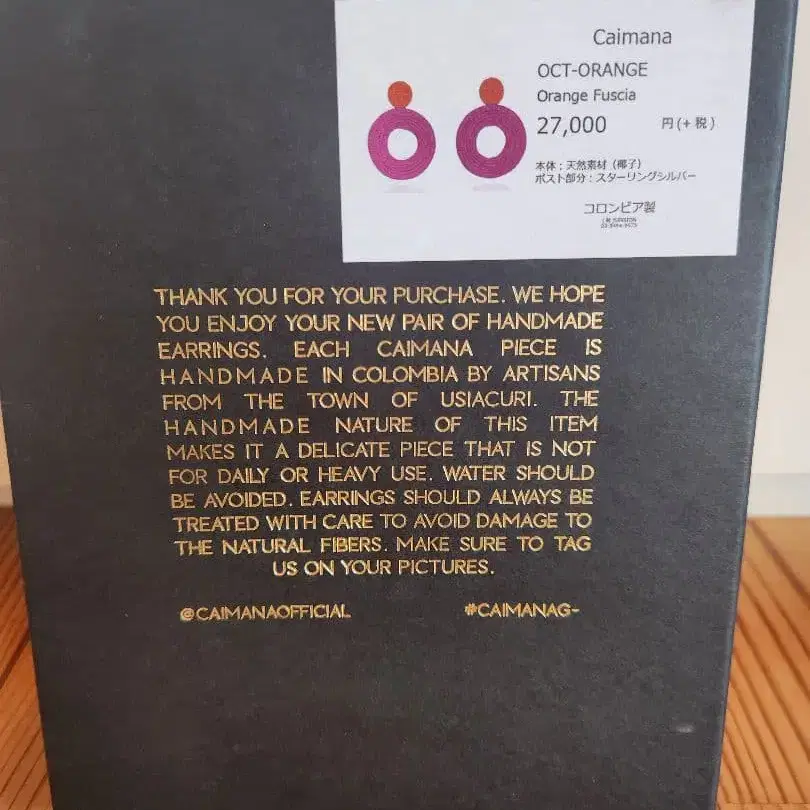 Caimana
OCT-ORANGE
Orange Fuscia
27,000 円(+税)
本体:天然素材(椰子)
ポスト部分:スターリングシルバー
コロンビア製
THANK YOU FOR YOUR PURCHASE. WE HOPE
YOU ENJOY YOUR NEW PAIR OF HANDMADE
EARRINGS. EACH CAIMANA PIECE IS
HANDMADE IN COLOMBIA BY ARTISANS
FROM THE TOWN OF USIACURI. THE
HANDMADE NATURE OF THIS ITEM
MAKES IT A DELICATE PIECE THAT IS NOT
FOR DAILY OR HEAVY USE. WATER SHOULD
BE AVOIDED. EARRINGS SHOULD ALWAYS BE
TREATED WITH CARE TO AVOID DAMAGE TO
THE NATURAL FIBERS. MAKE SURE TO TAG
US ON YOUR PICTURES.
@CAIMANAOFFICIAL #CAIMANAG-